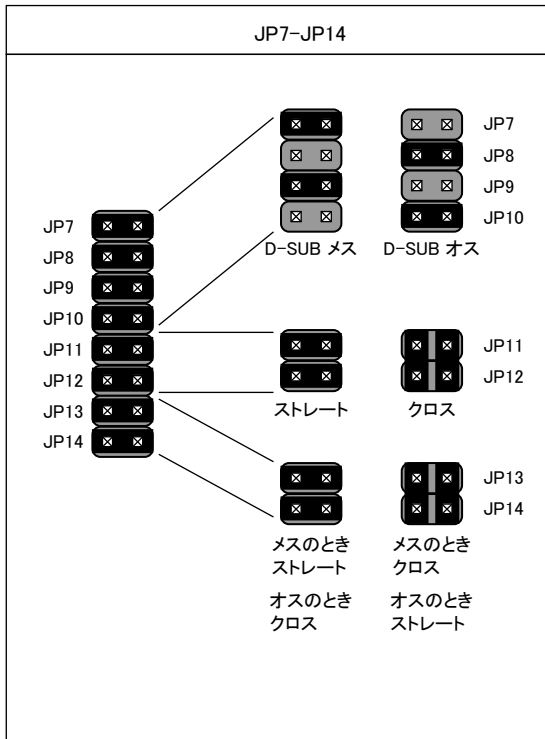 JP7-JP14
JP7
JP8
JP9
JP10
JP11
JP12
JP13
JP14
JP7
JP8
JP9
JP10
D-SUB メス D-SUB オス
JP11
JP12
ストレート クロス
JP13
JP14
メスのとき メスのとき
ストレート クロス
オスのとき オスのとき
クロス ストレート